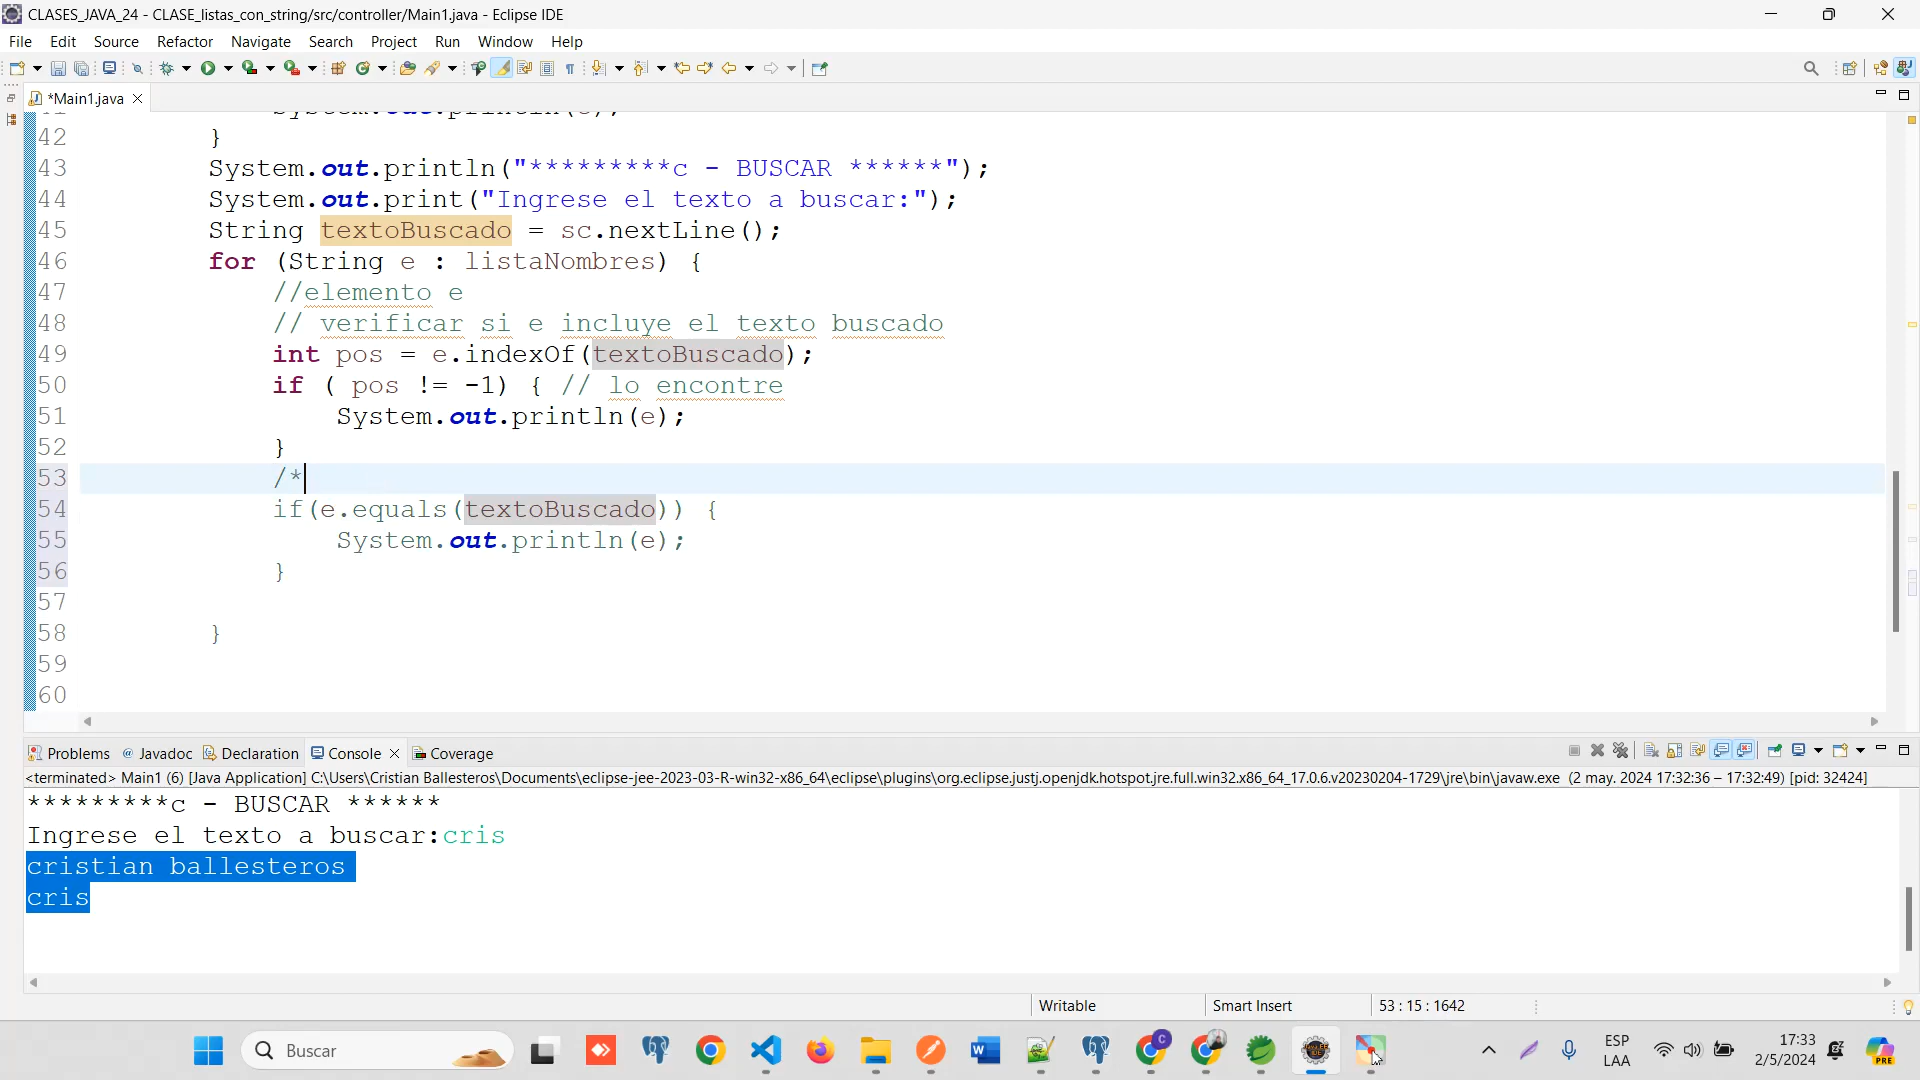 CLASES_JAVA_24 - CLASE_listas_con_string/src/controller/Main1.java - Eclipse IDE
File Edit Source Refactor Navigate Search Project Run Window Help
*Main1.java
42 }
43 System.out.println("*********c - BUSCAR ******");
44 System.out.print("Ingrese el texto a buscar:");
45 String textoBuscado = sc.nextLine();
46 for (String e : listaNombres) {
47 //elemento e
48 // verificar si e incluye el texto buscado
49 int pos = e.indexOf(textoBuscado);
50 if ( pos != -1) { // lo encontre
51 System.out.println(e);
52 }
53 /*
54 if(e.equals(textoBuscado)) {
55 System.out.println(e);
56 }
57
58 }
59
60
Problems Javadoc Declaration Console Coverage
<terminated> Main1 (6) [Java Application] C:\Users\Cristian Ballesteros\Documents\eclipse-jee-2023-03-R-win32-x86_64\eclipse\plugins\org.eclipse.justj.openjdk.hotspot.jre.full.win32.x86_64_17.0.6.v20230204-1729\jre\bin\javaw.exe (2 may. 2024 17:32:36 – 17:32:49) [pid: 32424]
*********c - BUSCAR ******
Ingrese el texto a buscar:cris
cristian ballesteros
cris
Writable Smart Insert 53 : 15 : 1642
Buscar
ESP
LAA
17:33
2/5/2024
PRE